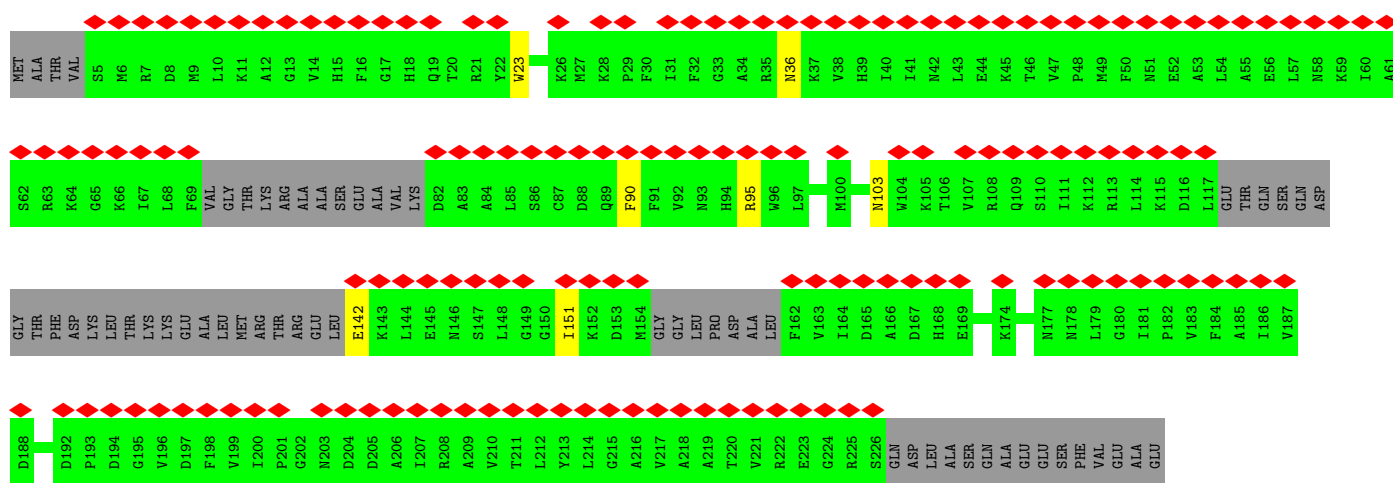 MET ALA THR VAL S5 M6 R7 D8 M9 L10 K11 A12 G13 V14 H15 F16 G17 H18 Q19 T20 R21 Y22 W23 K26 M27 K28 P29 F30 I31 F32 G33 A34 R35 N36 K37 V38 H39 I40 I41 N42 L43 E44 K45 T46 V47 P48 M49 F50 N51 E52 A53 L54 A55 E56 L57 N58 K59 I60 A61
S62 R63 K64 G65 K66 I67 L68 F69 VAL GLY THR LYS ARG ALA ALA SER GLU ALA VAL LYS D82 A83 A84 L85 S86 C87 D88 Q89 F90 F91 V92 N93 H94 R95 W96 L97 M100 N103 W104 K105 T106 V107 R108 Q109 S110 I111 K112 R113 L114 K115 D116 L117 GLU THR GLN SER GLN ASP
GLY THR PHE ASP LYS LEU THR LYS LYS GLU ALA LEU MET ARG THR ARG GLU LEU E142 K143 L144 E145 N146 S147 L148 G149 G150 I151 K152 D153 M154 GLY GLY LEU PRO ASP ALA LEU F162 V163 I164 D165 A166 D167 H168 E169 K174 N177 N178 L179 G180 I181 P182 V183 F184 A185 I186 V187
D188 D192 P193 D194 G195 V196 D197 F198 V199 I200 P201 G202 N203 D204 D205 A206 I207 R208 A209 V210 T211 L212 Y213 L214 G215 A216 V217 A218 A219 T220 V221 R222 E223 G224 R225 S226 GLN ASP LEU ALA SER GLN ALA GLU GLU SER PHE VAL GLU ALA GLU